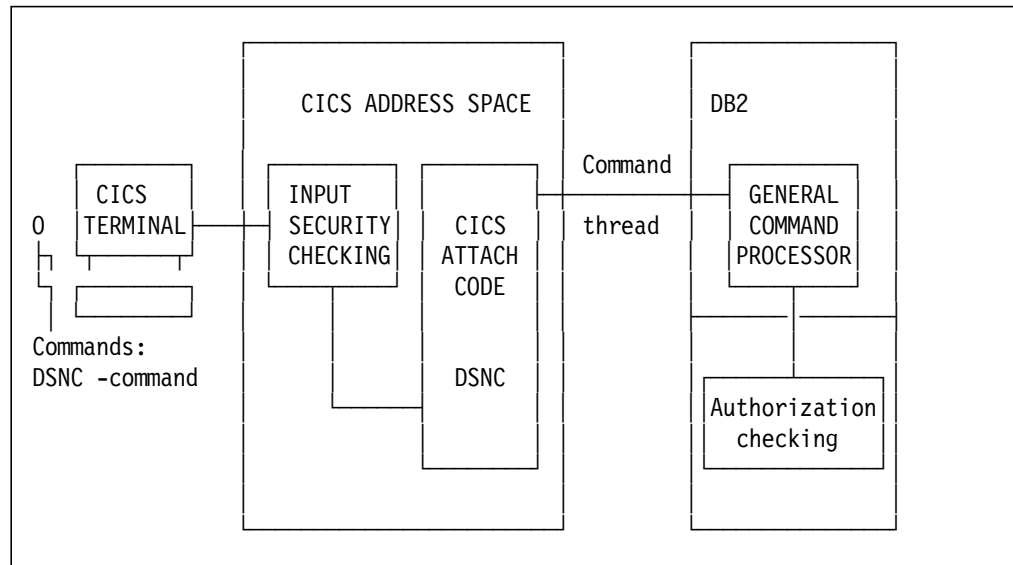 CICS ADDRESS SPACE
DB2
CICS
TERMINAL
INPUT
SECURITY
CHECKING
CICS
ATTACH
CODE
DSNC
Command
thread
GENERAL
COMMAND
PROCESSOR
0
Commands:
DSNC -command
Authorization
checking